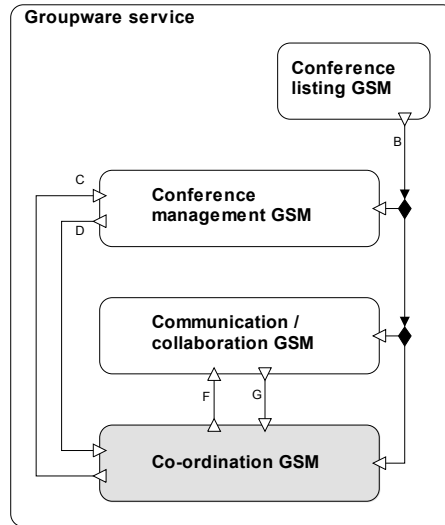 Groupware service
Conference
listing GSM
B
C
Conference
management GSM
D
Communication /
collaboration GSM
F
G
Co-ordination GSM